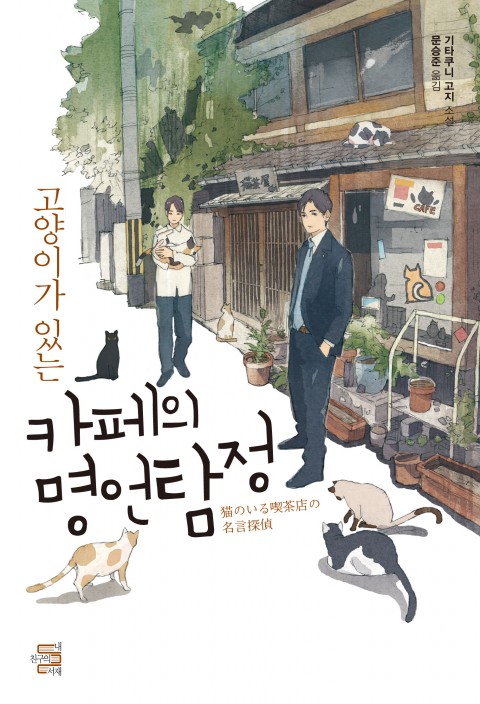 기타쿠니 고지 소설
문승준 옮김
고양이가 있는
카페의
명언탐정
猫のいる喫茶店の
名言探偵
CAFE
내
친구의
서재